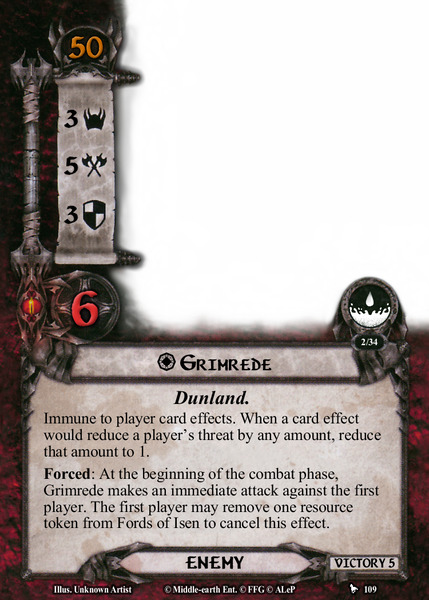 50
3
5
3
6
2/34
Grimrede
Dunland.
Immune to player card effects. When a card effect
would reduce a player's threat by any amount, reduce
that amount to 1.
Forced: At the beginning of the combat phase,
Grimrede makes an immediate attack against the first
player. The first player may remove one resource
token from Fords of Isen to cancel this effect.
ENEMY
VICTORY 5
Illus. Unknown Artist
© Middle-earth Ent. © FFG © ALeP
109